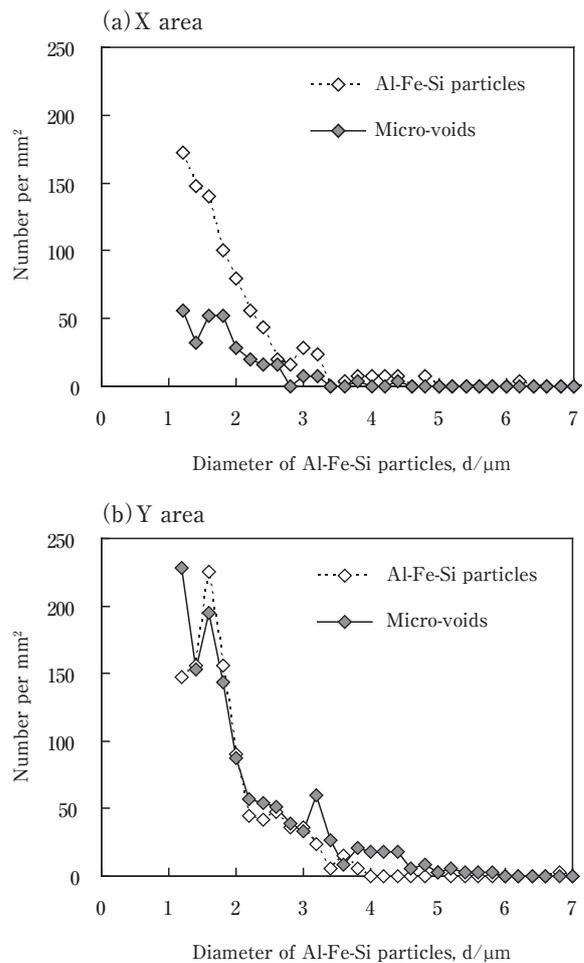 (a) X area
250
200
150
100
50
0
Number per mm²
Al-Fe-Si particles
Micro-voids
0 1 2 3 4 5 6 7
Diameter of Al-Fe-Si particles, d/μm
(b) Y area
250
200
150
100
50
0
Number per mm²
Al-Fe-Si particles
Micro-voids
0 1 2 3 4 5 6 7
Diameter of Al-Fe-Si particles, d/μm